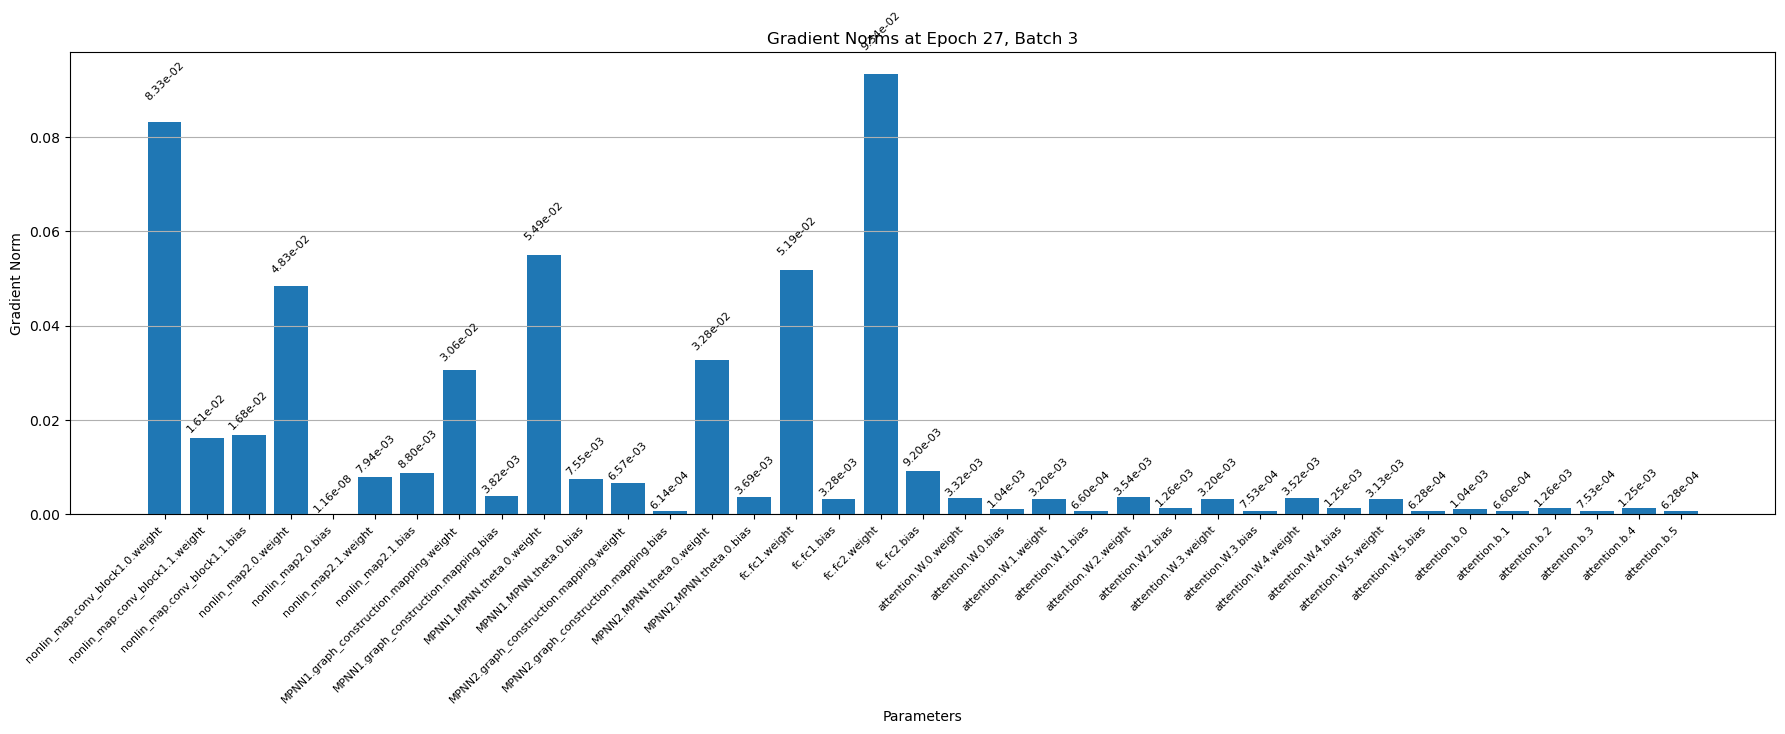 Gradient Norms at Epoch 27, Batch 3
Gradient Norm
0.08
0.06
0.04
0.02
0.00
8.33e-02
1.61e-02
1.68e-02
4.83e-02
1.16e-08
7.94e-03
8.80e-03
3.06e-02
3.82e-03
5.49e-02
7.55e-03
6.57e-03
6.14e-04
3.28e-02
3.69e-03
5.19e-02
3.28e-03
9.34e-02
9.20e-03
3.32e-03
1.04e-03
3.20e-03
6.60e-04
3.54e-03
1.26e-03
3.20e-03
7.53e-04
3.52e-03
1.25e-03
3.13e-03
6.28e-04
1.04e-03
6.60e-04
1.26e-03
7.53e-04
1.25e-03
6.28e-04
nonlin_map.conv_block1.0.weight
nonlin_map.conv_block1.1.weight
nonlin_map.conv_block1.1.bias
nonlin_map2.0.weight
nonlin_map2.0.bias
nonlin_map2.1.weight
nonlin_map2.1.bias
MPNN1.graph_construction.mapping.weight
MPNN1.graph_construction.mapping.bias
MPNN1.MPNN.theta.0.weight
MPNN1.MPNN.theta.0.bias
MPNN2.graph_construction.mapping.weight
MPNN2.graph_construction.mapping.bias
MPNN2.MPNN.theta.0.weight
MPNN2.MPNN.theta.0.bias
fc.fc1.weight
fc.fc1.bias
fc.fc2.weight
fc.fc2.bias
attention.W.0.weight
attention.W.0.bias
attention.W.1.weight
attention.W.1.bias
attention.W.2.weight
attention.W.2.bias
attention.W.3.weight
attention.W.3.bias
attention.W.4.weight
attention.W.4.bias
attention.W.5.weight
attention.W.5.bias
attention.b.0
attention.b.1
attention.b.2
attention.b.3
attention.b.4
attention.b.5
Parameters